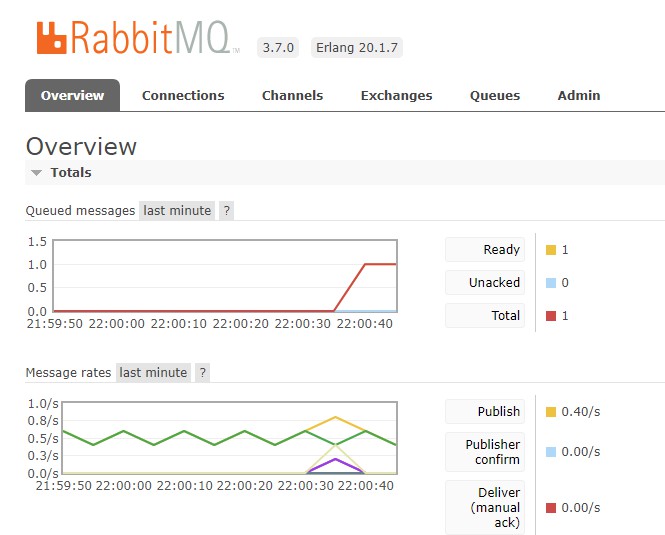 RabbitMQ TM 3.7.0 Erlang 20.1.7
Overview Connections Channels Exchanges Queues Admin
Overview
Totals
Queued messages last minute ?
1.5
1.0
0.5
0.0
21:59:50 22:00:00 22:00:10 22:00:20 22:00:30 22:00:40
Ready 1
Unacked 0
Total 1
Message rates last minute ?
1.0/s
0.8/s
0.5/s
0.3/s
0.0/s
21:59:50 22:00:00 22:00:10 22:00:20 22:00:30 22:00:40
Publish 0.40/s
Publisher
confirm 0.00/s
Deliver
(manual 0.00/s
ack)